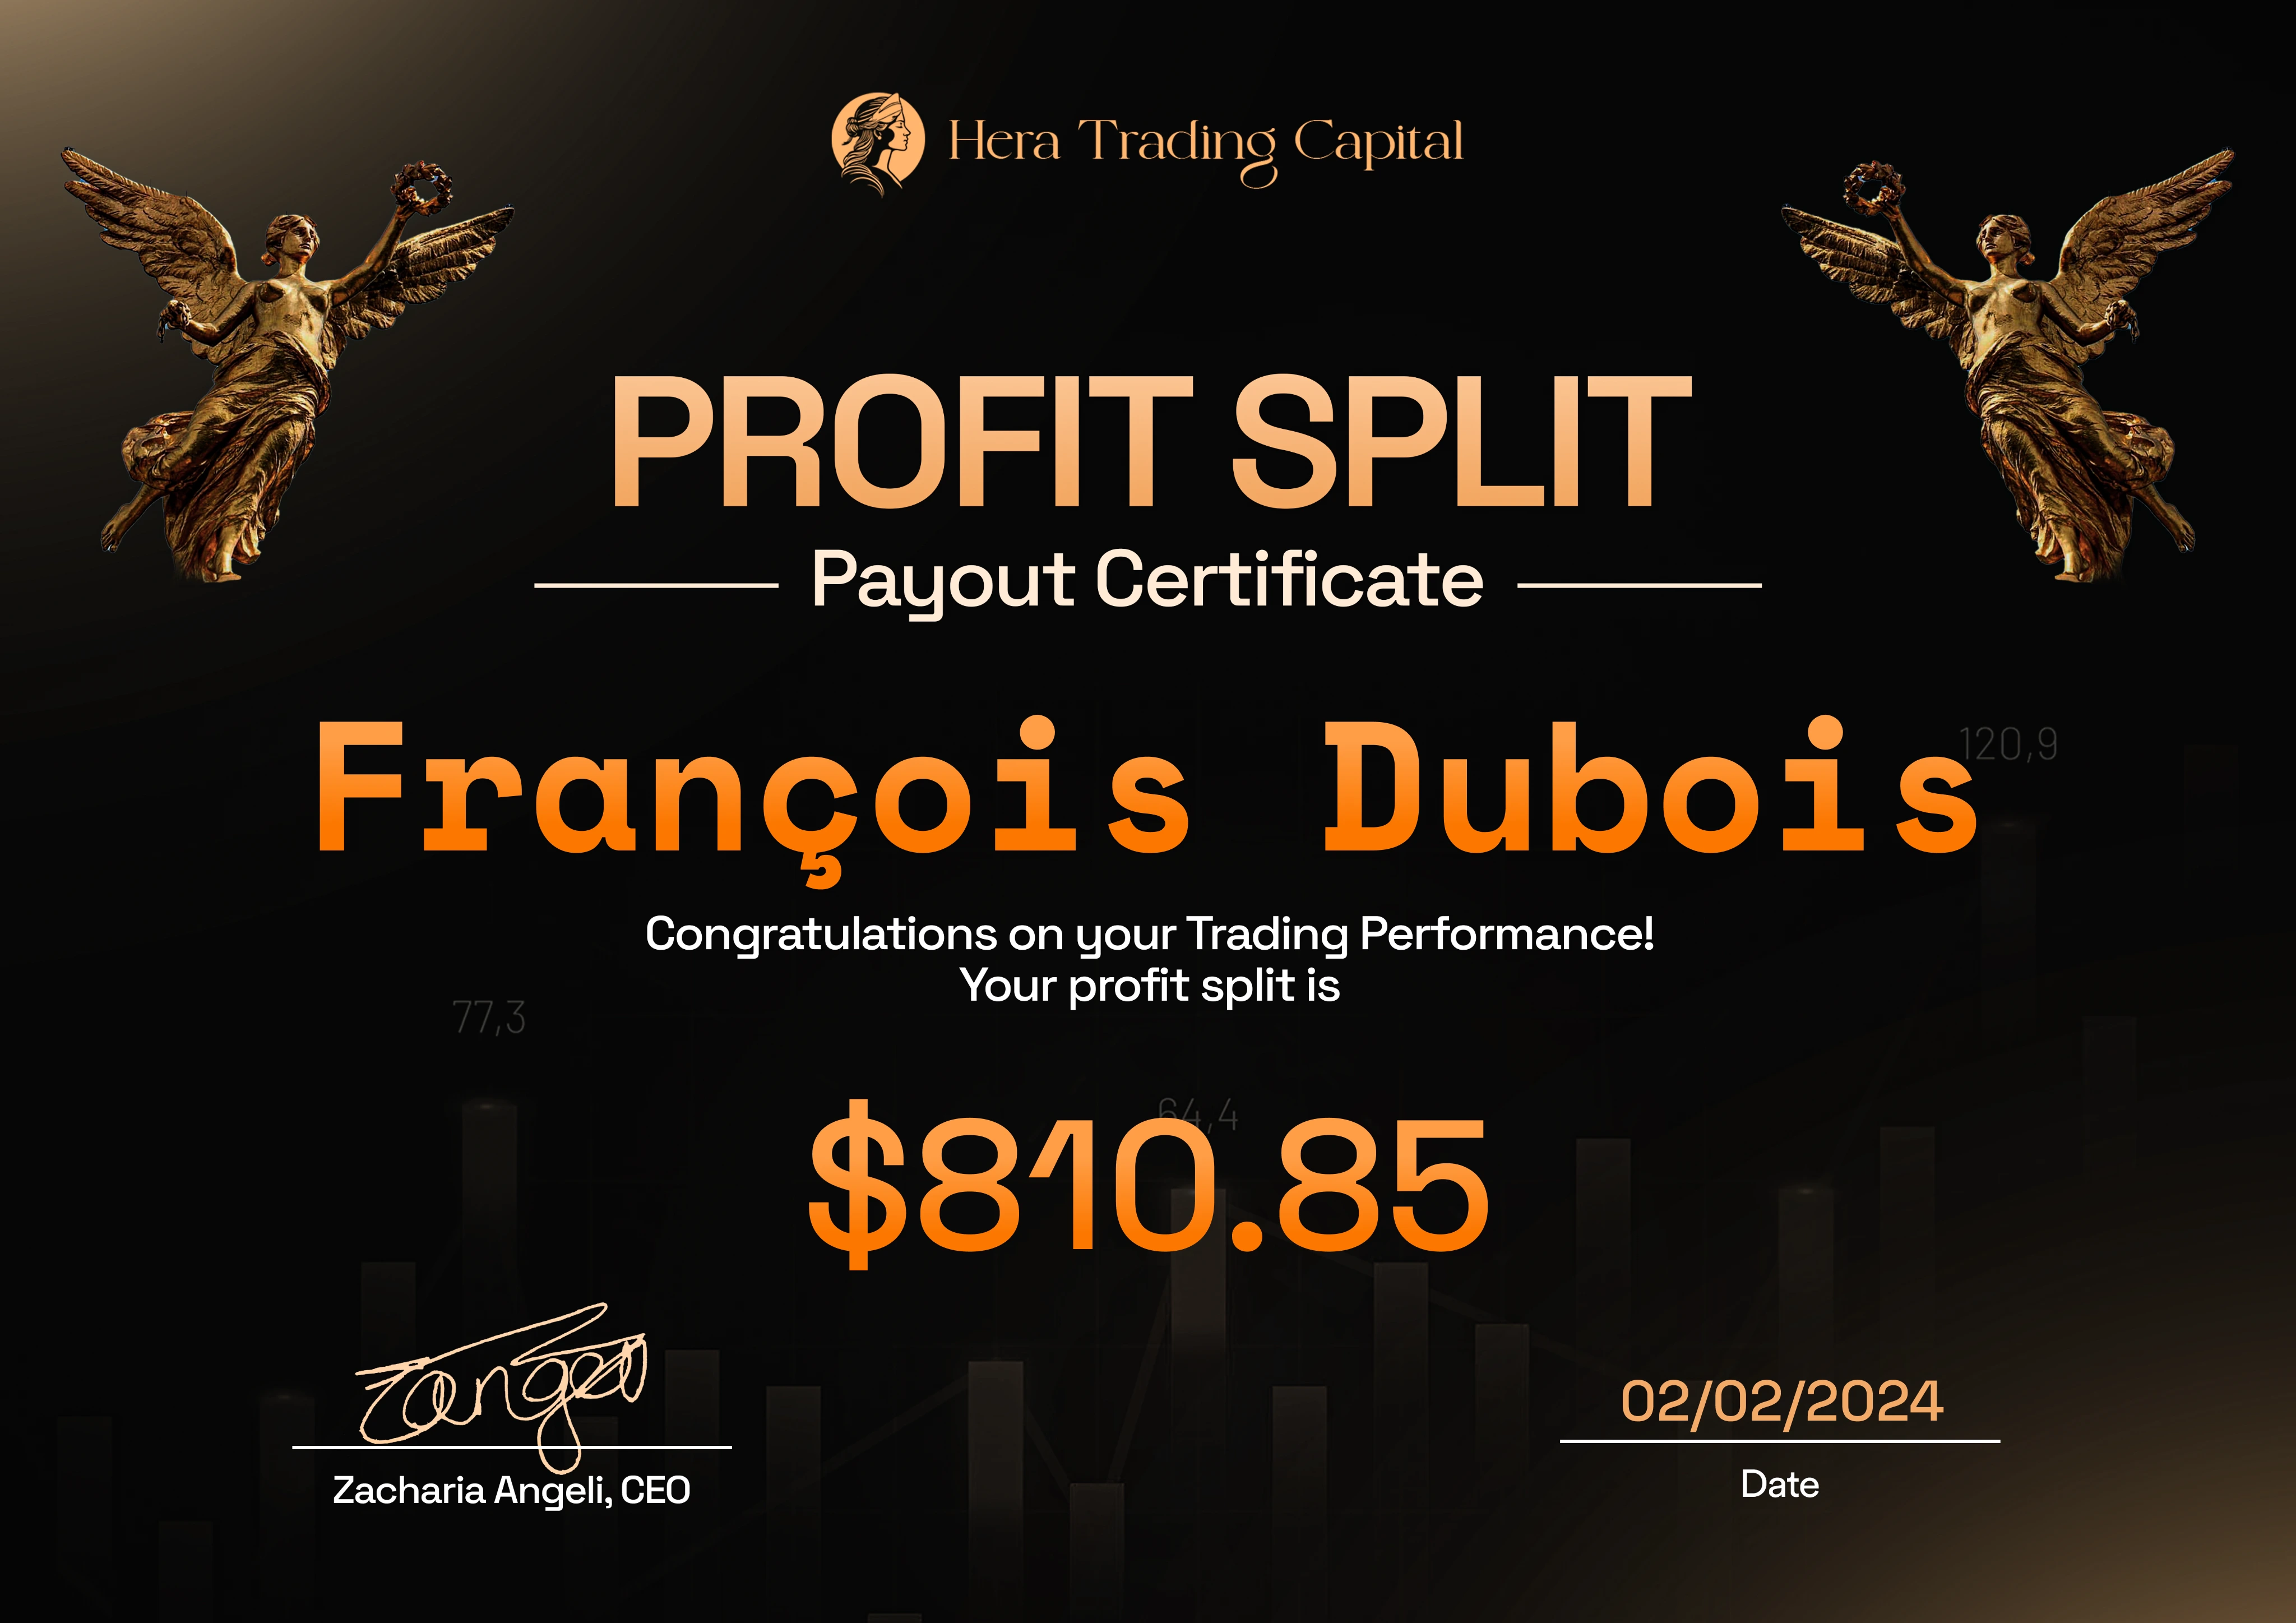 Hera Trading Capital
PROFIT SPLIT
Payout Certificate
François Dubois
120,9
Congratulations on your Trading Performance!
Your profit split is
77,3
64,4
$810.85
Zangeli
02/02/2024
Zacharia Angeli, CEO
Date